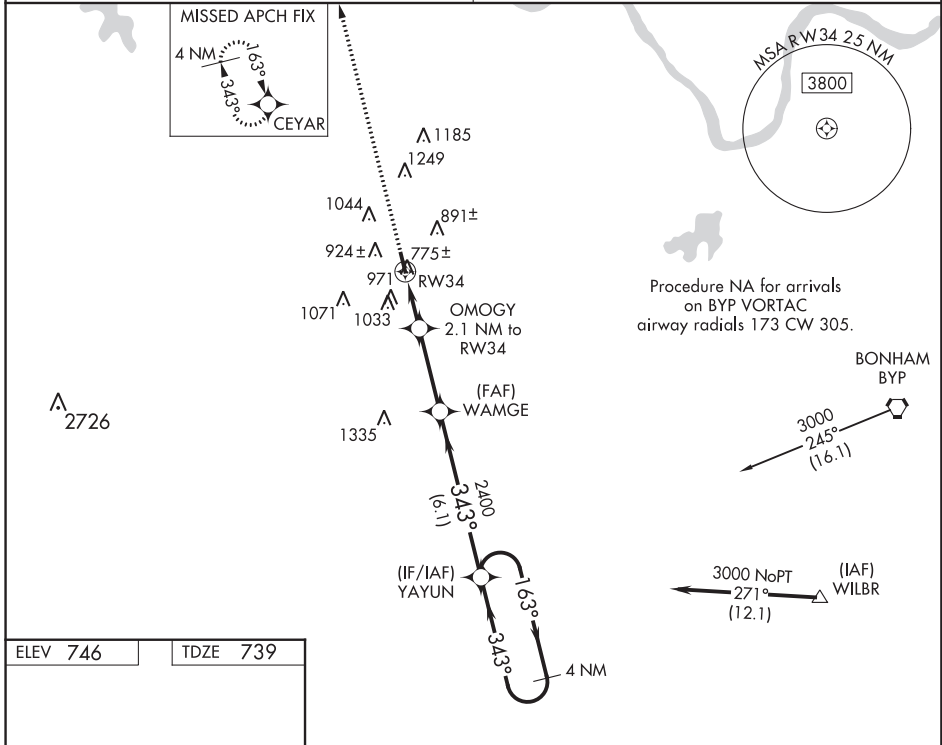 MISSED APCH FIX
4 NM
163°
343°
CEYAR
MSA RW34 25 NM
3800
1185
1249
1044
891±
924±
775±
971
RW34
1071
1033
OMOGY
2.1 NM to
RW34
Procedure NA for arrivals
on BYP VORTAC
airway radials 173 CW 305.
BONHAM
BYP
3000
245°
(16.1)
2726
(FAF)
WAMGE
1335
2400
343°
(6.1)
(IF/IAF)
YAYUN
163°
343°
4 NM
3000 NoPT
271°
(12.1)
(IAF)
WILBR
ELEV 746
TDZE 739